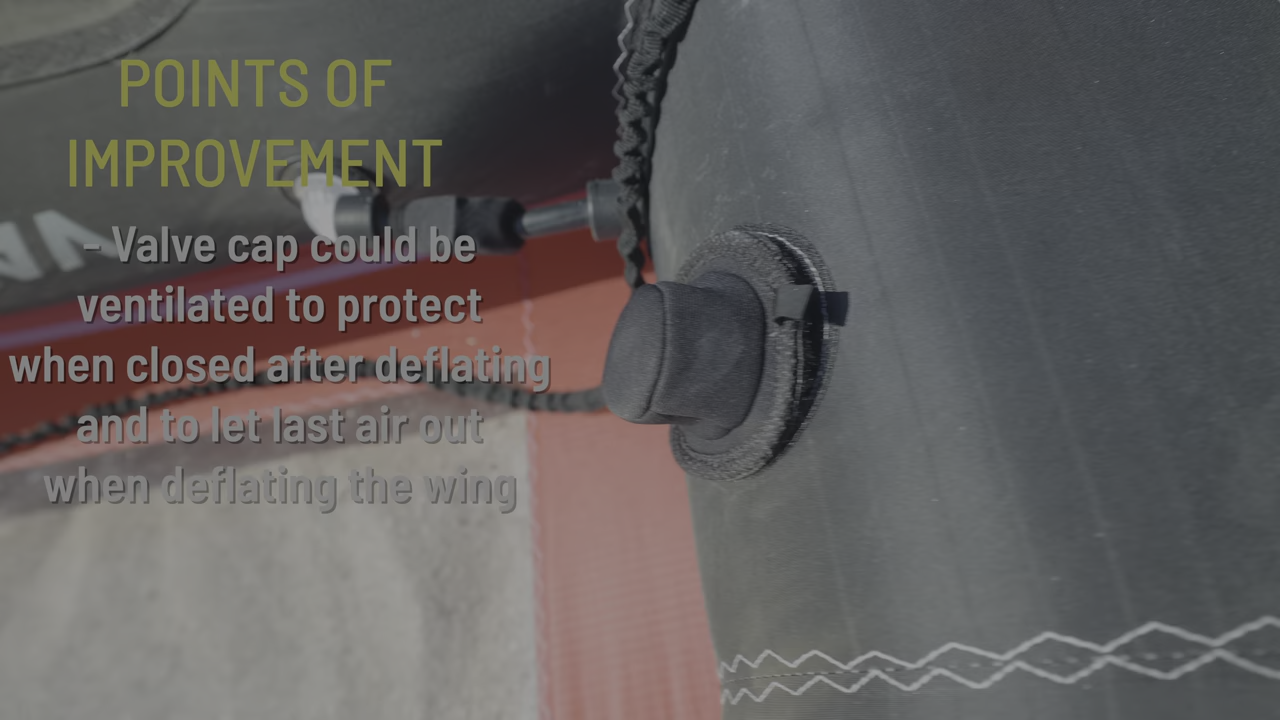 POINTS OF
IMPROVEMENT
- Valve cap could be
ventilated to protect
when closed after deflating
and to let last air out
when deflating the wing